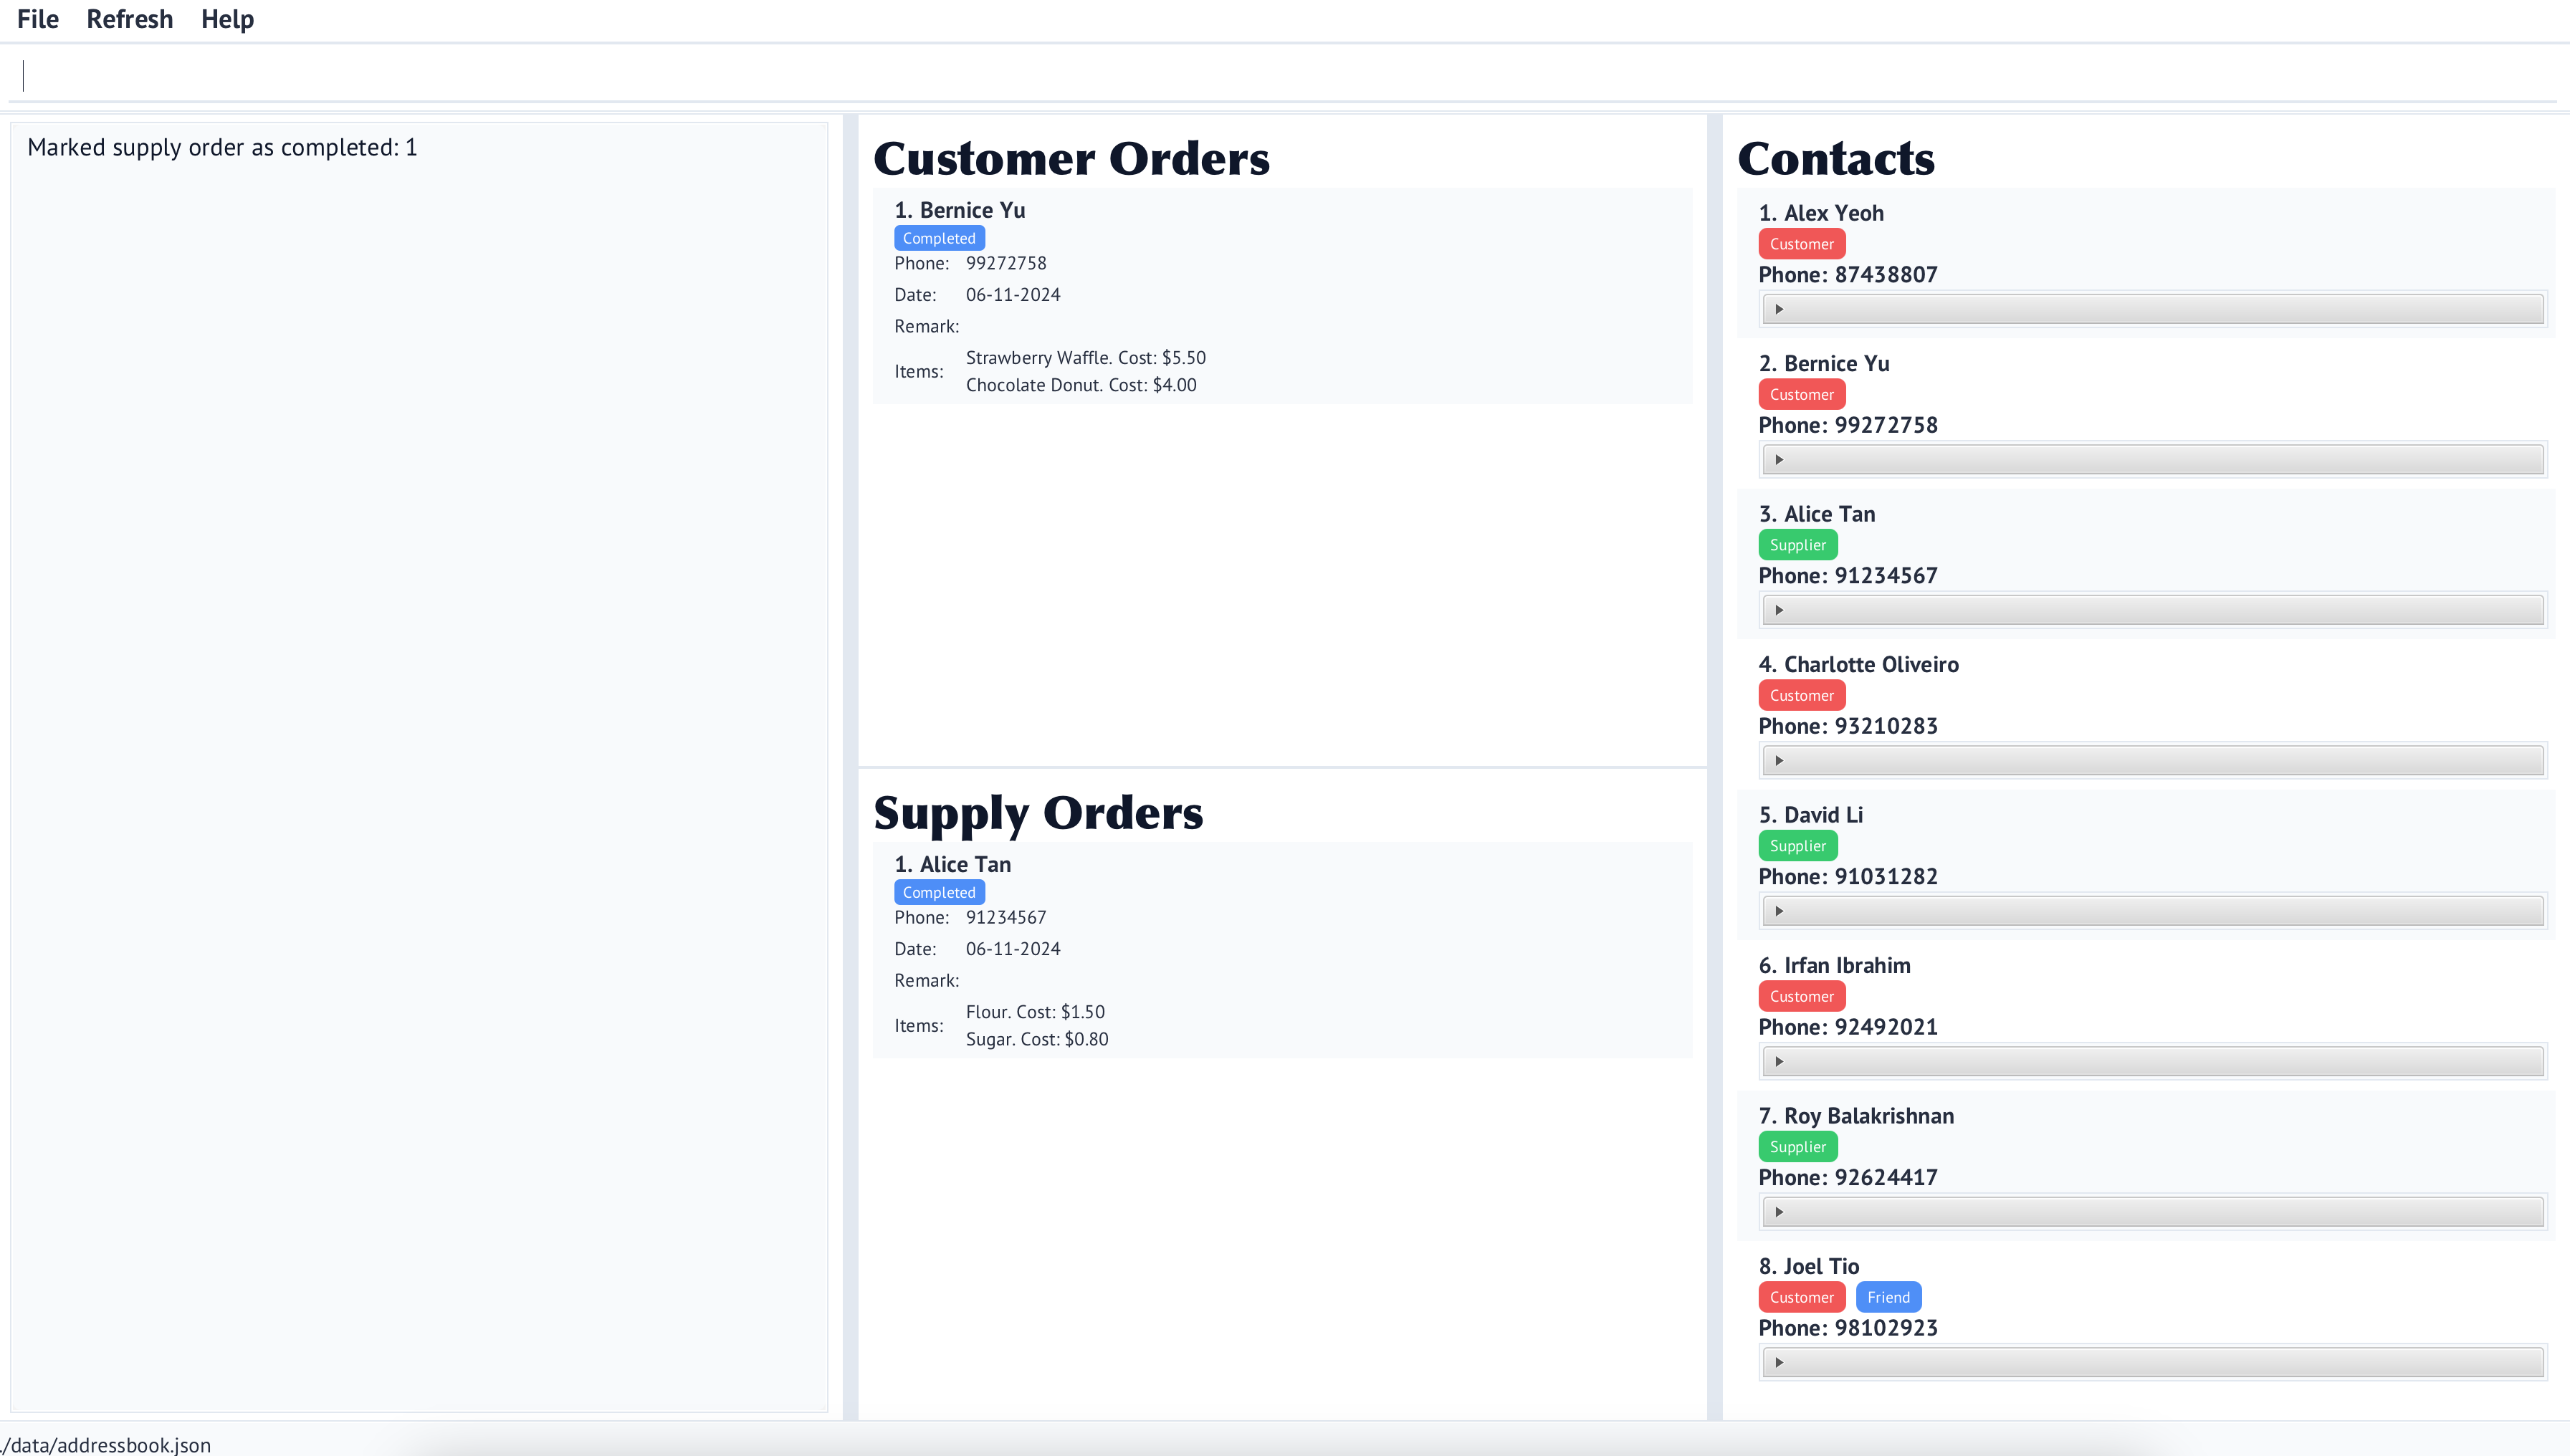 File Refresh Help
Marked supply order as completed: 1
Customer Orders
1. Bernice Yu
Completed
Phone: 99272758
Date: 06-11-2024
Remark:
Items:
Strawberry Waffle. Cost: $5.50
Chocolate Donut. Cost: $4.00
Supply Orders
1. Alice Tan
Completed
Phone: 91234567
Date: 06-11-2024
Remark:
Items:
Flour. Cost: $1.50
Sugar. Cost: $0.80
Contacts
1. Alex Yeoh
Customer
Phone: 87438807
2. Bernice Yu
Customer
Phone: 99272758
3. Alice Tan
Supplier
Phone: 91234567
4. Charlotte Oliveiro
Customer
Phone: 93210283
5. David Li
Supplier
Phone: 91031282
6. Irfan Ibrahim
Customer
Phone: 92492021
7. Roy Balakrishnan
Supplier
Phone: 92624417
8. Joel Tio
Customer Friend
Phone: 98102923
./data/addressbook.json